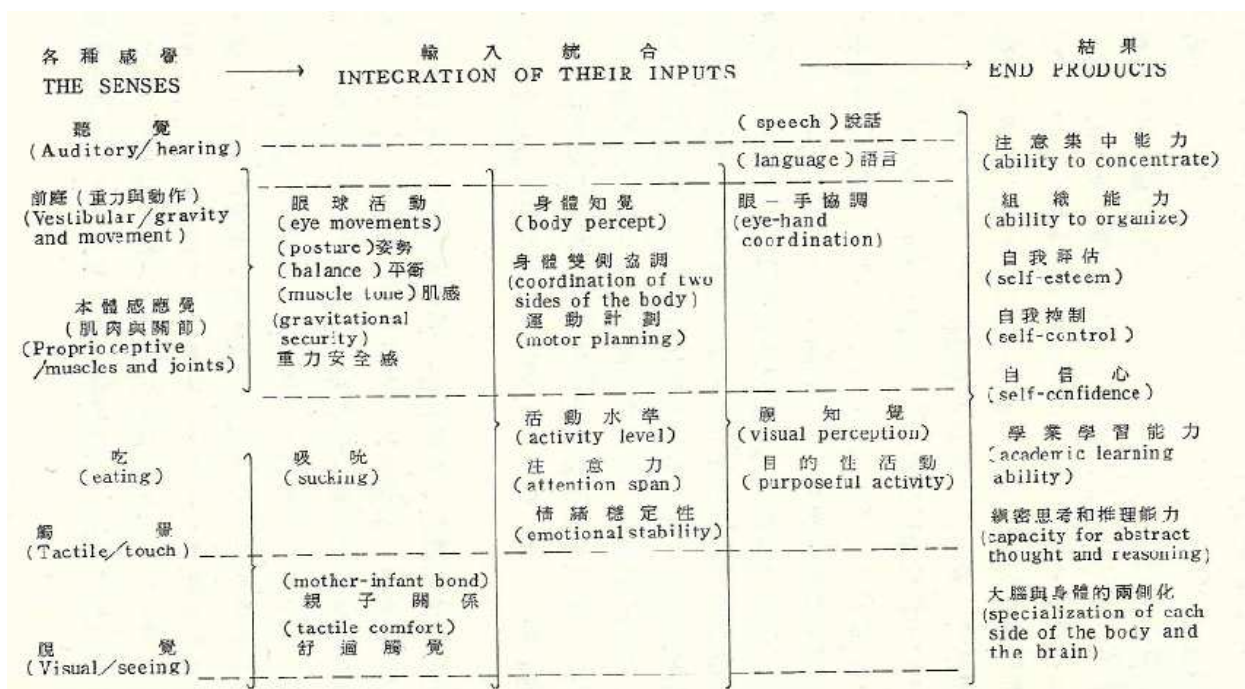 各種感覺
THE SENSES
輸入統合
INTEGRATION OF THEIR INPUTS
結果
END PRODUCTS
聽覺
(Auditory/hearing)
前庭(重力與動作)
(Vestibular/gravity
and movement)
本體感應覺
(肌肉與關節)
(Proprioceptive
/muscles and joints)
吃
(eating)
觸覺
(Tactile/touch)
視覺
(Visual/seeing)
眼球活動
(eye movements)
(posture)姿勢
(balance)平衡
(muscle tone)肌感
(gravitational
security)
重力安全感
吸吮
(sucking)
(mother-infant bond)
親子關係
(tactile comfort)
舒適觸覺
身體知覺
(body percept)
身體雙側協調
(coordination of two
sides of the body)
運動計劃
(motor planning)
活動水準
(activity level)
注意力
(attention span)
情緒穩定性
(emotional stability)
(speech)說話
(language)語言
眼－手協調
(eye-hand
coordination)
視知覺
(visual perception)
目的性活動
(purposeful activity)
注意集中能力
(ability to concentrate)
組織能力
(ability to organize)
自我評估
(self-esteem)
自我控制
(self-control)
自信心
(self-confidence)
學業學習能力
(academic learning
ability)
縝密思考和推理能力
(capacity for abstract
thought and reasoning)
大腦與身體的兩側化
(specialization of each
side of the body and
the brain)